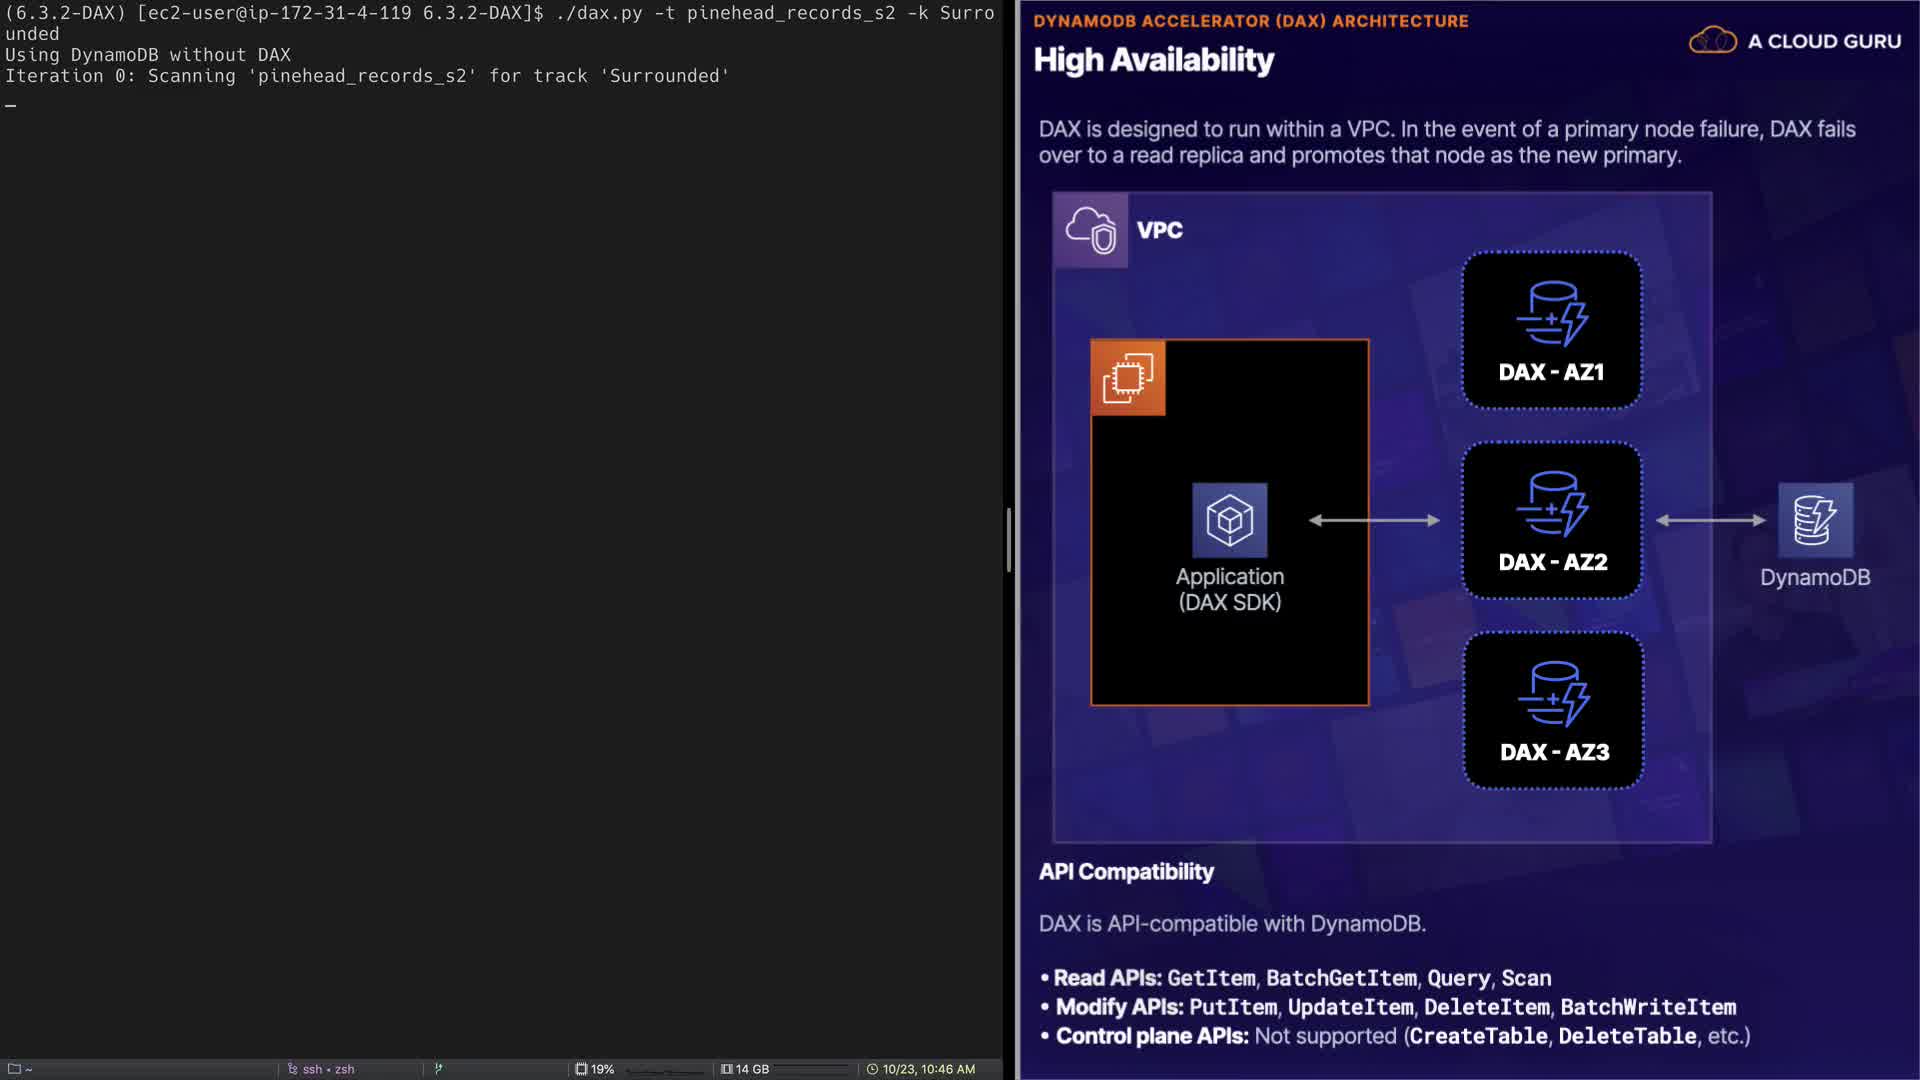 (6.3.2-DAX) [ec2-user@ip-172-31-4-119 6.3.2-DAX]$ ./dax.py -t pinehead_records_s2 -k Surro
unded
Using DynamoDB without DAX
Iteration 0: Scanning 'pinehead_records_s2' for track 'Surrounded'
~
ssh • zsh
19%
14 GB
10/23, 10:46 AM
DYNAMODB ACCELERATOR (DAX) ARCHITECTURE
A CLOUD GURU
High Availability
DAX is designed to run within a VPC. In the event of a primary node failure, DAX fails
over to a read replica and promotes that node as the new primary.
VPC
DAX - AZ1
DAX - AZ2
DAX - AZ3
Application
(DAX SDK)
DynamoDB
API Compatibility
DAX is API-compatible with DynamoDB.
• Read APIs: GetItem, BatchGetItem, Query, Scan
• Modify APIs: PutItem, UpdateItem, DeleteItem, BatchWriteItem
• Control plane APIs: Not supported (CreateTable, DeleteTable, etc.)